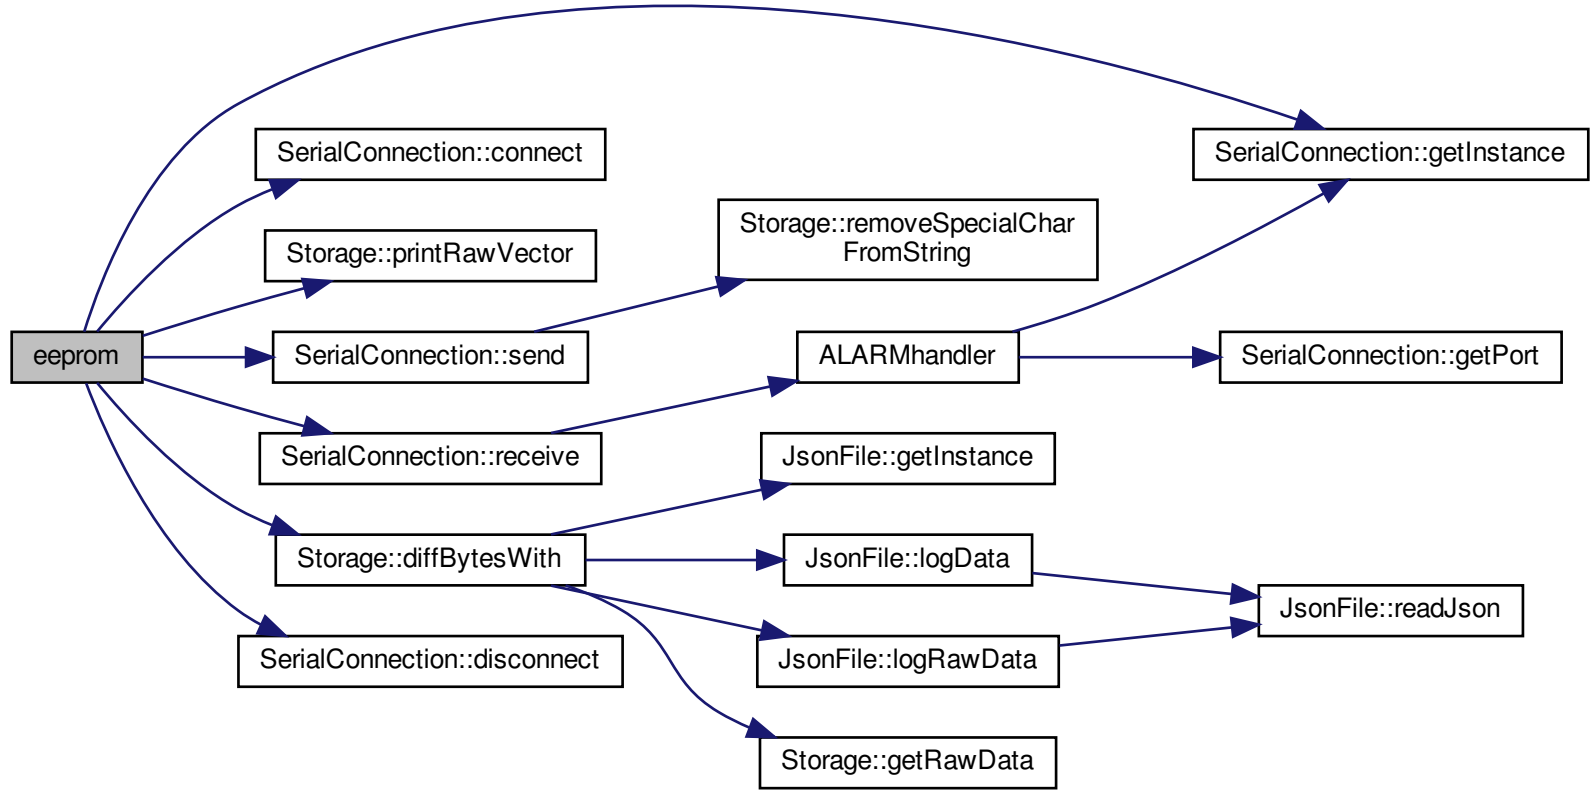 SerialConnection::connect
SerialConnection::getInstance
Storage::removeSpecialChar
FromString
Storage::printRawVector
eeprom
SerialConnection::send
ALARMhandler
SerialConnection::getPort
SerialConnection::receive
JsonFile::getInstance
Storage::diffBytesWith
JsonFile::logData
JsonFile::readJson
SerialConnection::disconnect
JsonFile::logRawData
Storage::getRawData